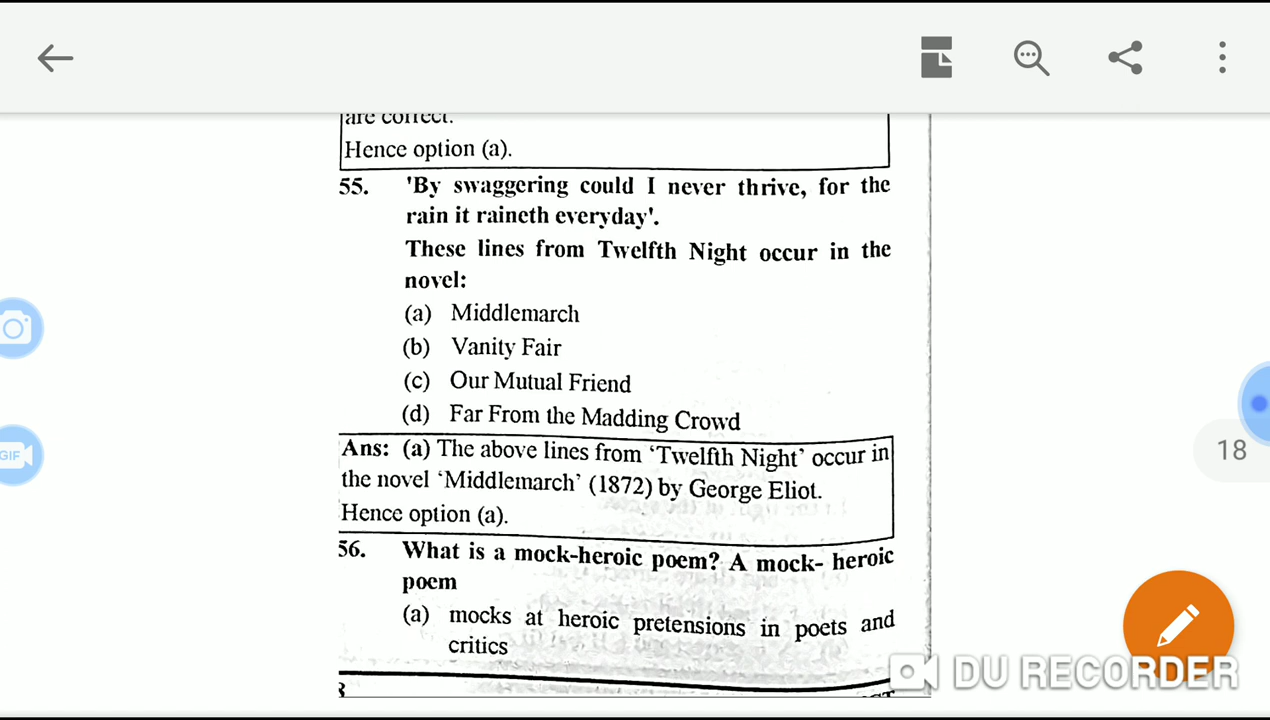 are correct.
Hence option (a).
55. 'By swaggering could I never thrive, for the
rain it raineth everyday'.
These lines from Twelfth Night occur in the
novel:
(a) Middlemarch
(b) Vanity Fair
(c) Our Mutual Friend
(d) Far From the Madding Crowd
Ans: (a) The above lines from ‘Twelfth Night’ occur in
the novel ‘Middlemarch’ (1872) by George Eliot.
Hence option (a).
56. What is a mock-heroic poem? A mock- heroic
poem
(a) mocks at heroic pretensions in poets and
critics
18
GIF
DU RECORDER